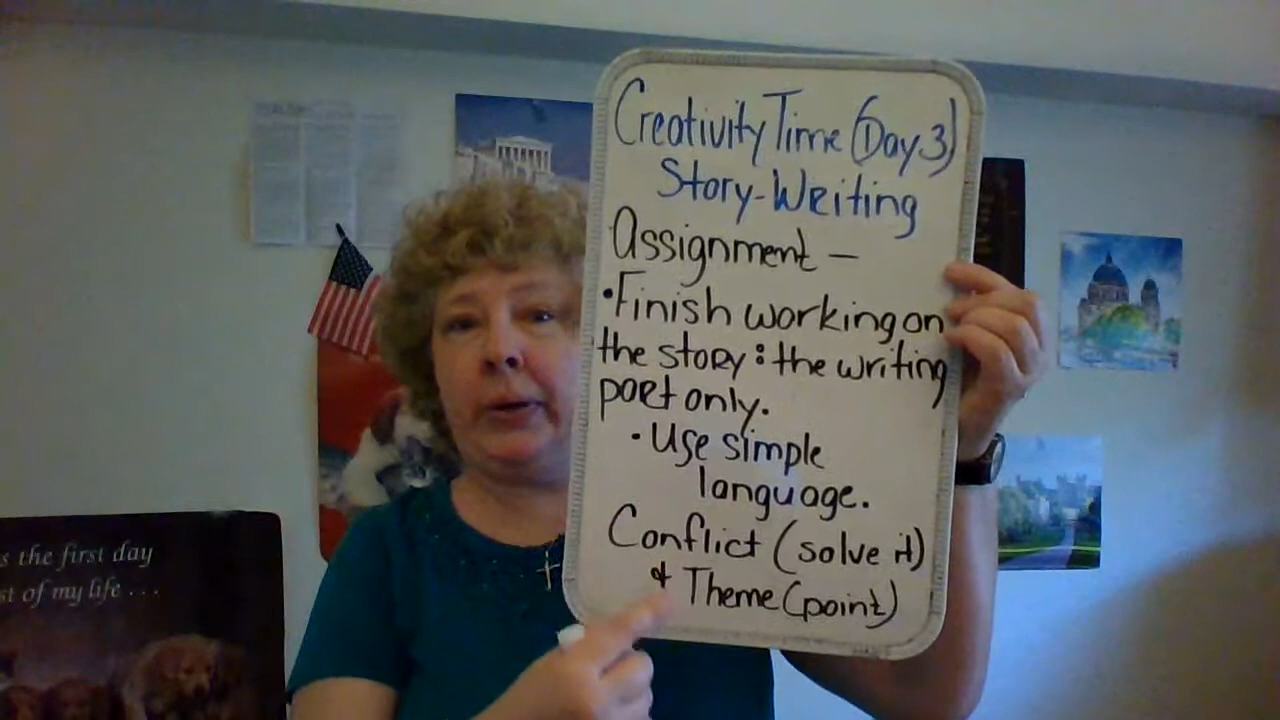 Creativity Time (Day 3)
Story-Writing
Assignment –
• Finish working on
the story: the writing
part only.
• Use simple
language.
Conflict (solve it)
& Theme (point)
s the first day
st of my life . . .